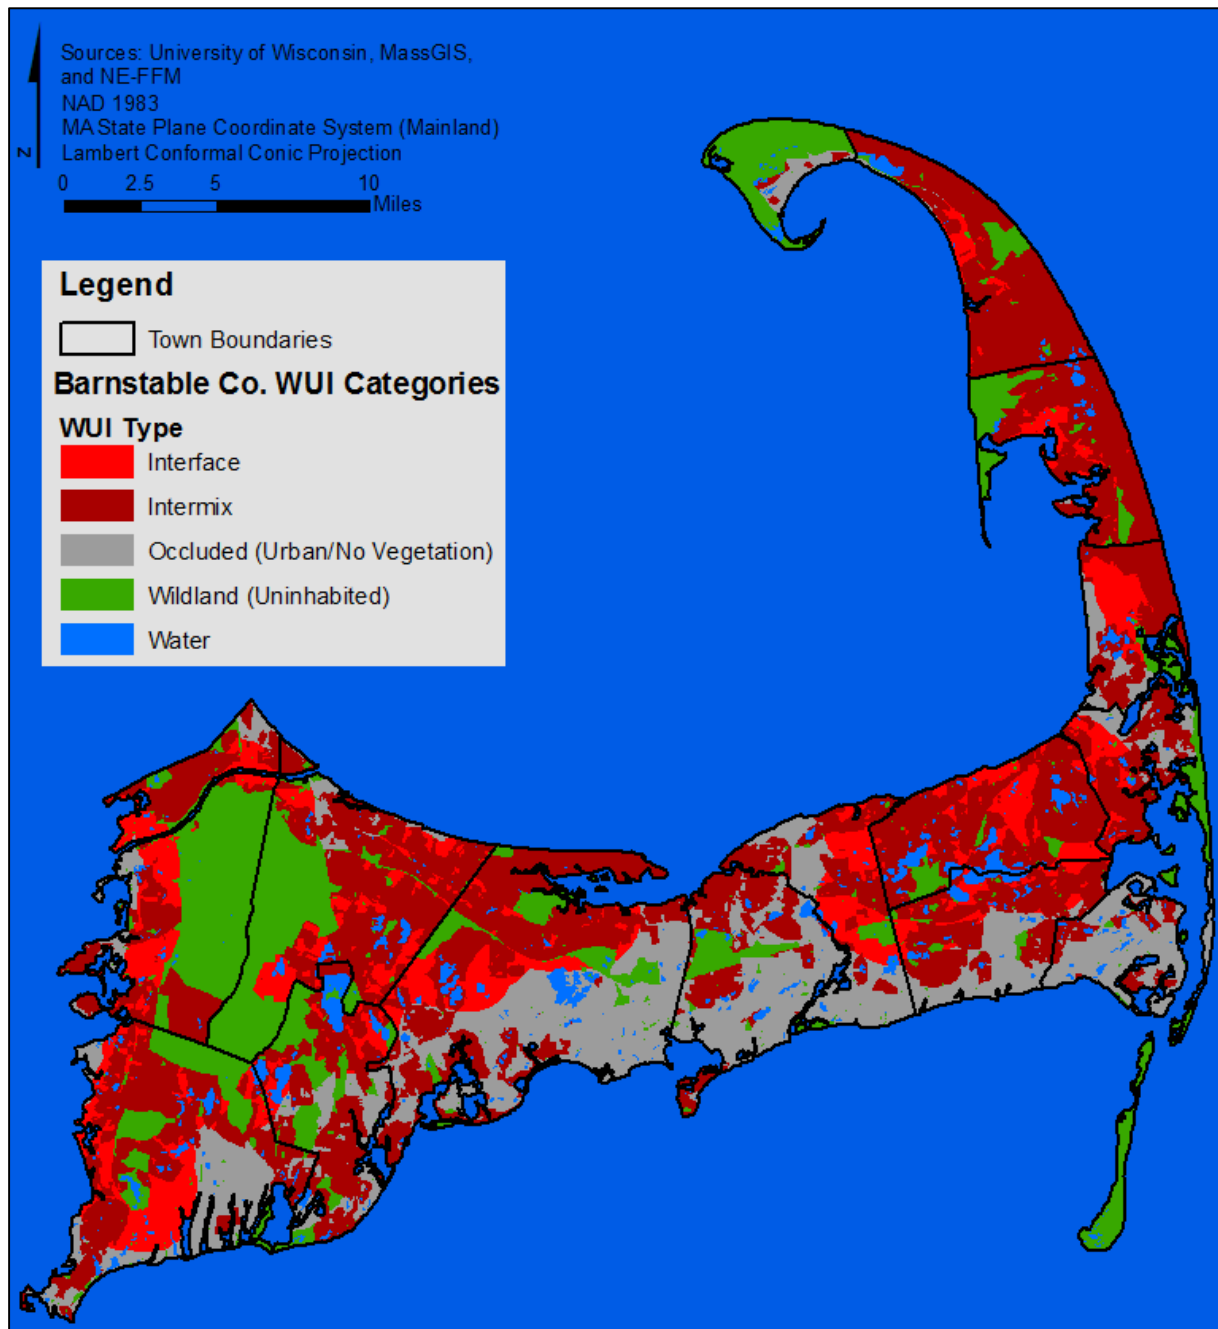 Sources: University of Wisconsin, MassGIS,
and NE-FFM
NAD 1983
MA State Plane Coordinate System (Mainland)
Lambert Conformal Conic Projection
N
0 2.5 5 10
Miles
Legend
Town Boundaries
Barnstable Co. WUI Categories
WUI Type
Interface
Intermix
Occluded (Urban/No Vegetation)
Wildland (Uninhabited)
Water